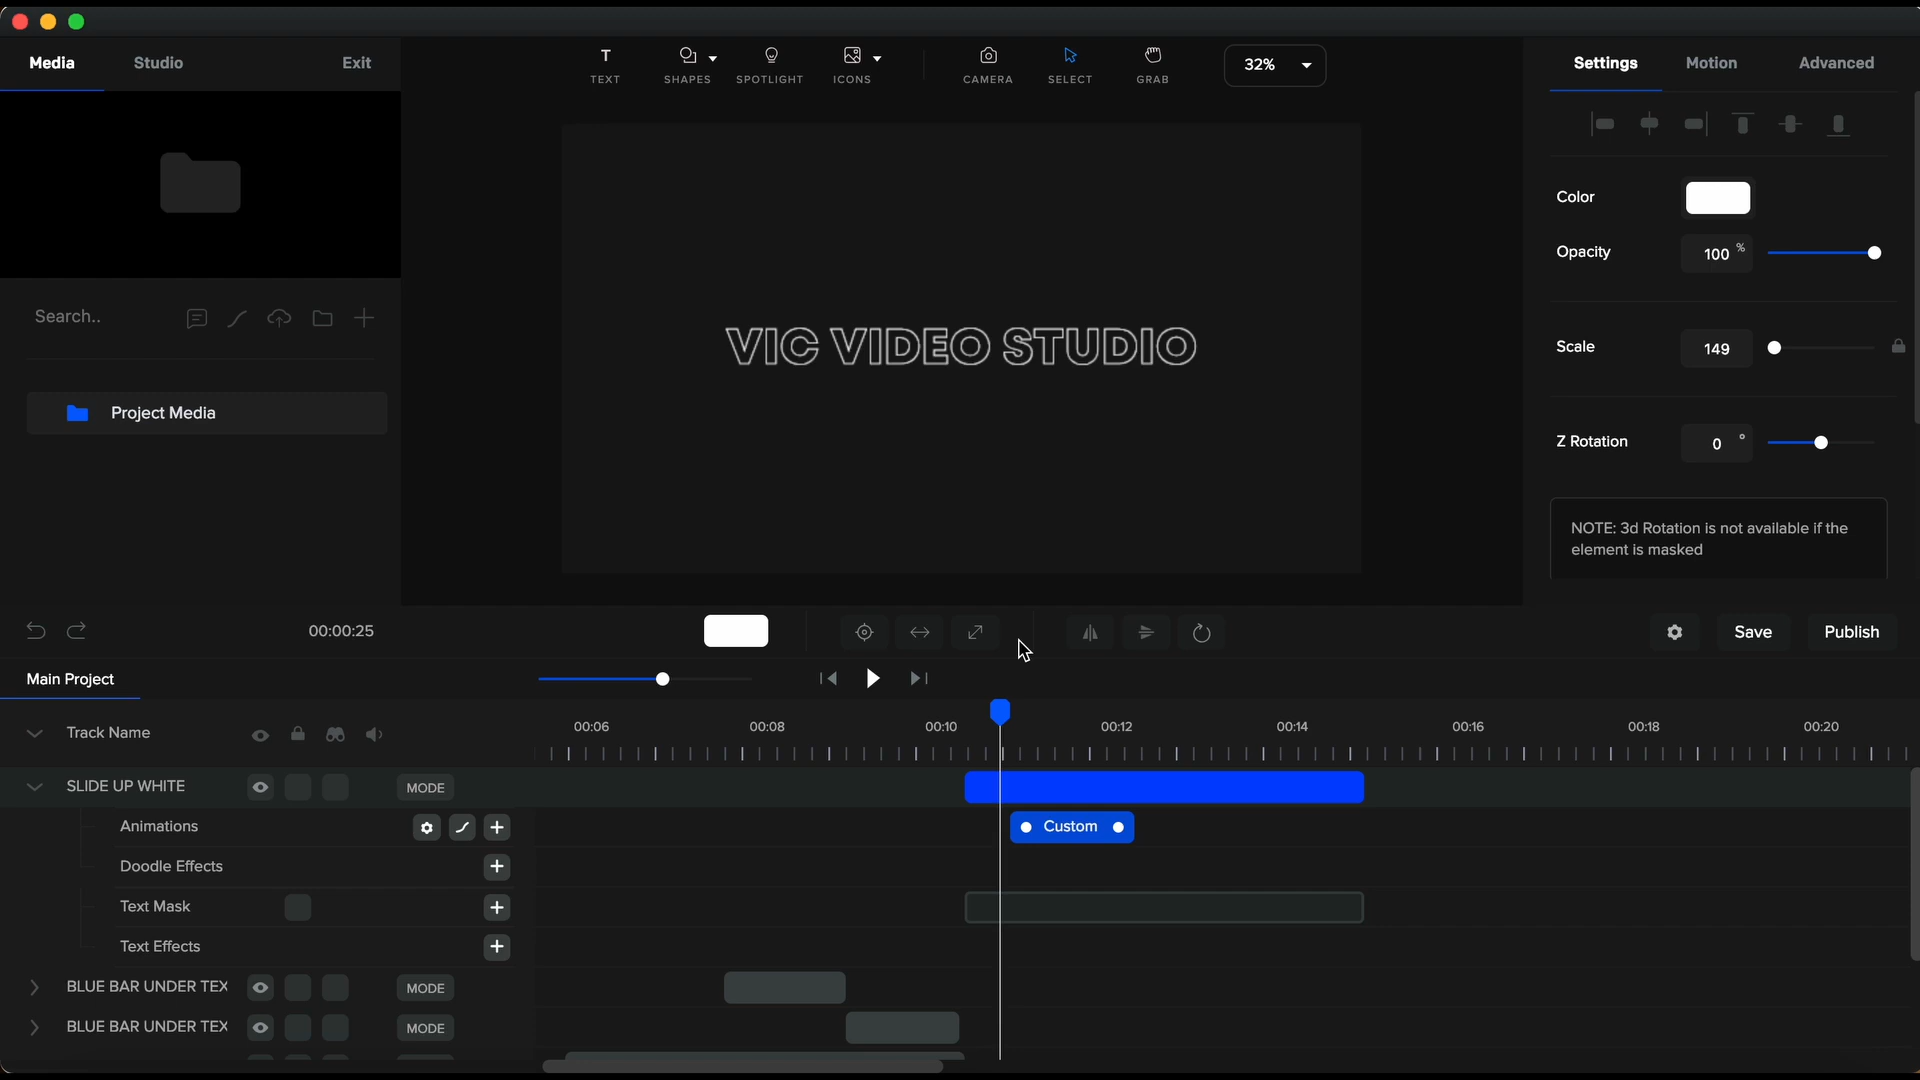 Media
Studio
Exit
TEXT
SHAPES
SPOTLIGHT
ICONS
CAMERA
SELECT
GRAB
32%
Settings
Motion
Advanced
Color
Opacity
100 %
Scale
149
Z Rotation
0 °
NOTE: 3d Rotation is not available if the
element is masked
Search..
Project Media
VIC VIDEO STUDIO
00:00:25
Save
Publish
Main Project
Track Name
00:06
00:08
00:10
00:12
00:14
00:16
00:18
00:20
SLIDE UP WHITE
MODE
Animations
Custom
Doodle Effects
Text Mask
Text Effects
BLUE BAR UNDER TEX
MODE
BLUE BAR UNDER TEX
MODE